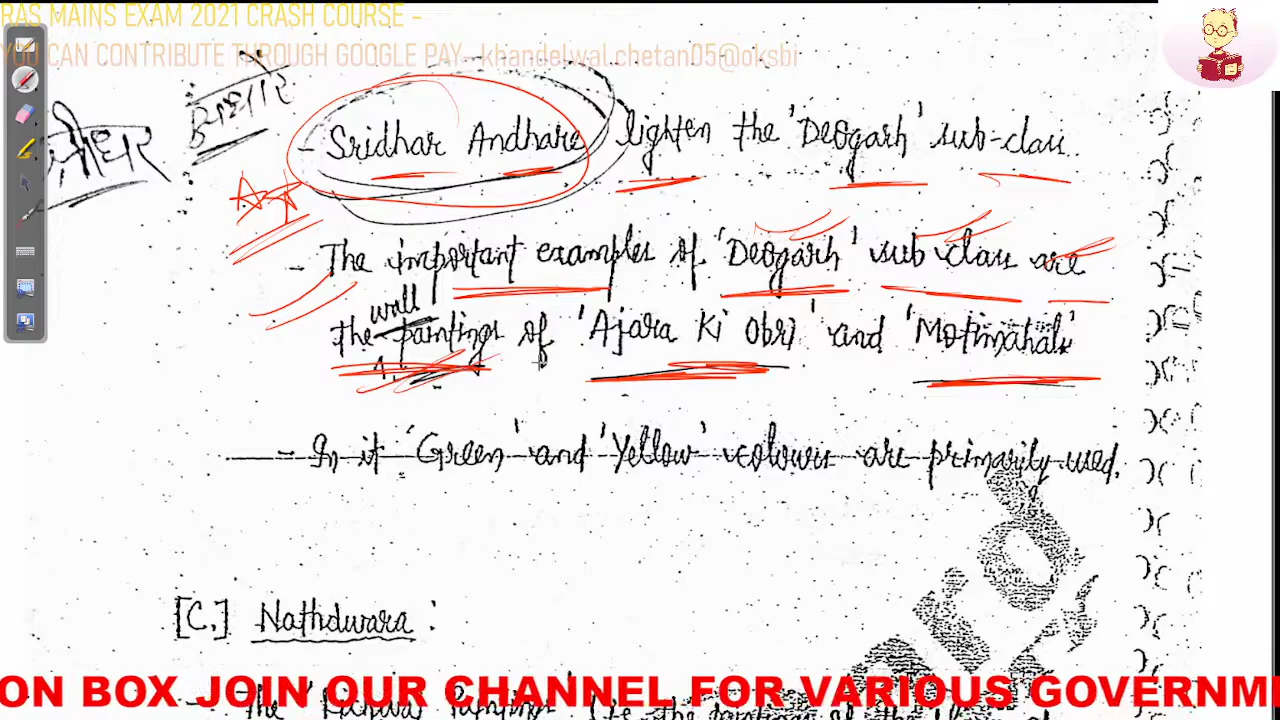 RAS MAINS EXAM 2021 CRASH COURSE -
YOU CAN CONTRIBUTE THROUGH GOOGLE PAY- khandelwal.chetan05@oksbi
श्रीधर
- Sridhar Andhare lighten the 'Deogarh' sub-class.
- The important examples of 'Deogarh' sub class are
wall
the paintings of 'Ajara Ki Obri' and 'Motimahal'
- In it 'Green' and 'Yellow' colours are primarily used.
[C.] Nathdwara :
ON BOX JOIN OUR CHANNEL FOR VARIOUS GOVERNM
- The